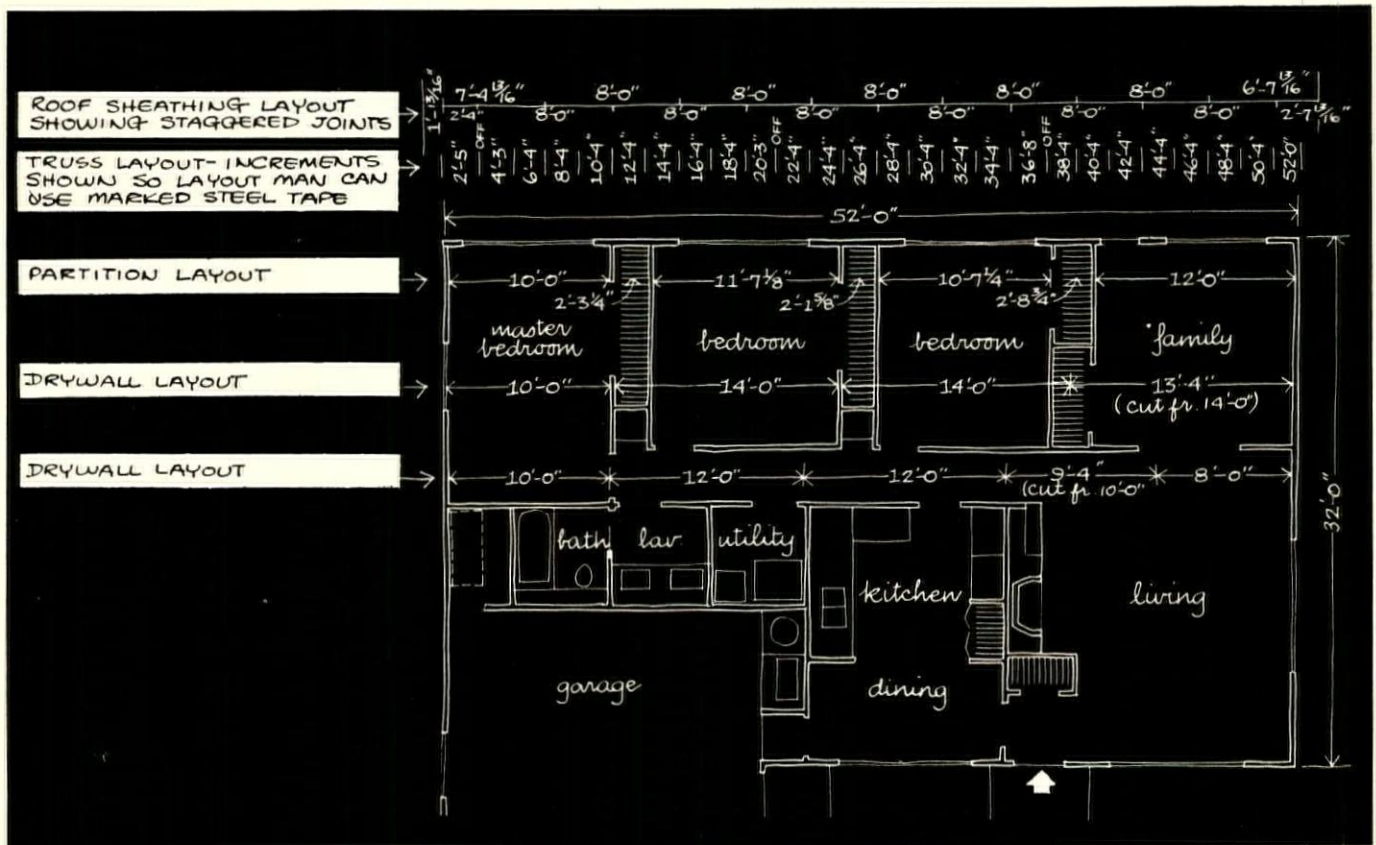 1'-13/16" 7'-4 13/16" 8'-0" 8'-0" 8'-0" 8'-0" 8'-0" 6'-7 13/16"
ROOF SHEATHING LAYOUT
SHOWING STAGGERED JOINTS
2'-4" 8'-0" 8'-0" 8'-0" 8'-0" 8'-0" 8'-0" 2'-7 13/16"
TRUSS LAYOUT - INCREMENTS
SHOWN SO LAYOUT MAN CAN
USE MARKED STEEL TAPE
2'-5" OFF 4'-3" 6'-4" 8'-4" 10'-4" 12'-4" 14'-4" 16'-4" 18'-4" 20'-3" OFF 22'-4" 24'-4" 26'-4" 28'-4" 30'-4" 32'-4" 34'-4" 36'-8" OFF 38'-4" 40'-4" 42'-4" 44'-4" 46'-4" 48'-4" 50'-4" 52'-0"
52'-0"
PARTITION LAYOUT
10'-0" 11'-7 1/8" 10'-7 1/4" 12'-0"
2'-3 1/4" 2'-1 5/8" 2'-8 3/4"
master
bedroom
bedroom bedroom family
DRYWALL LAYOUT
10'-0" 14'-0" 14'-0" 13'-4"
(cut fr. 14'-0")
DRYWALL LAYOUT
10'-0" 12'-0" 12'-0" 9'-4" 8'-0"
(cut fr. 10'-0"
32'-0"
bath lav. utility
kitchen living
garage dining